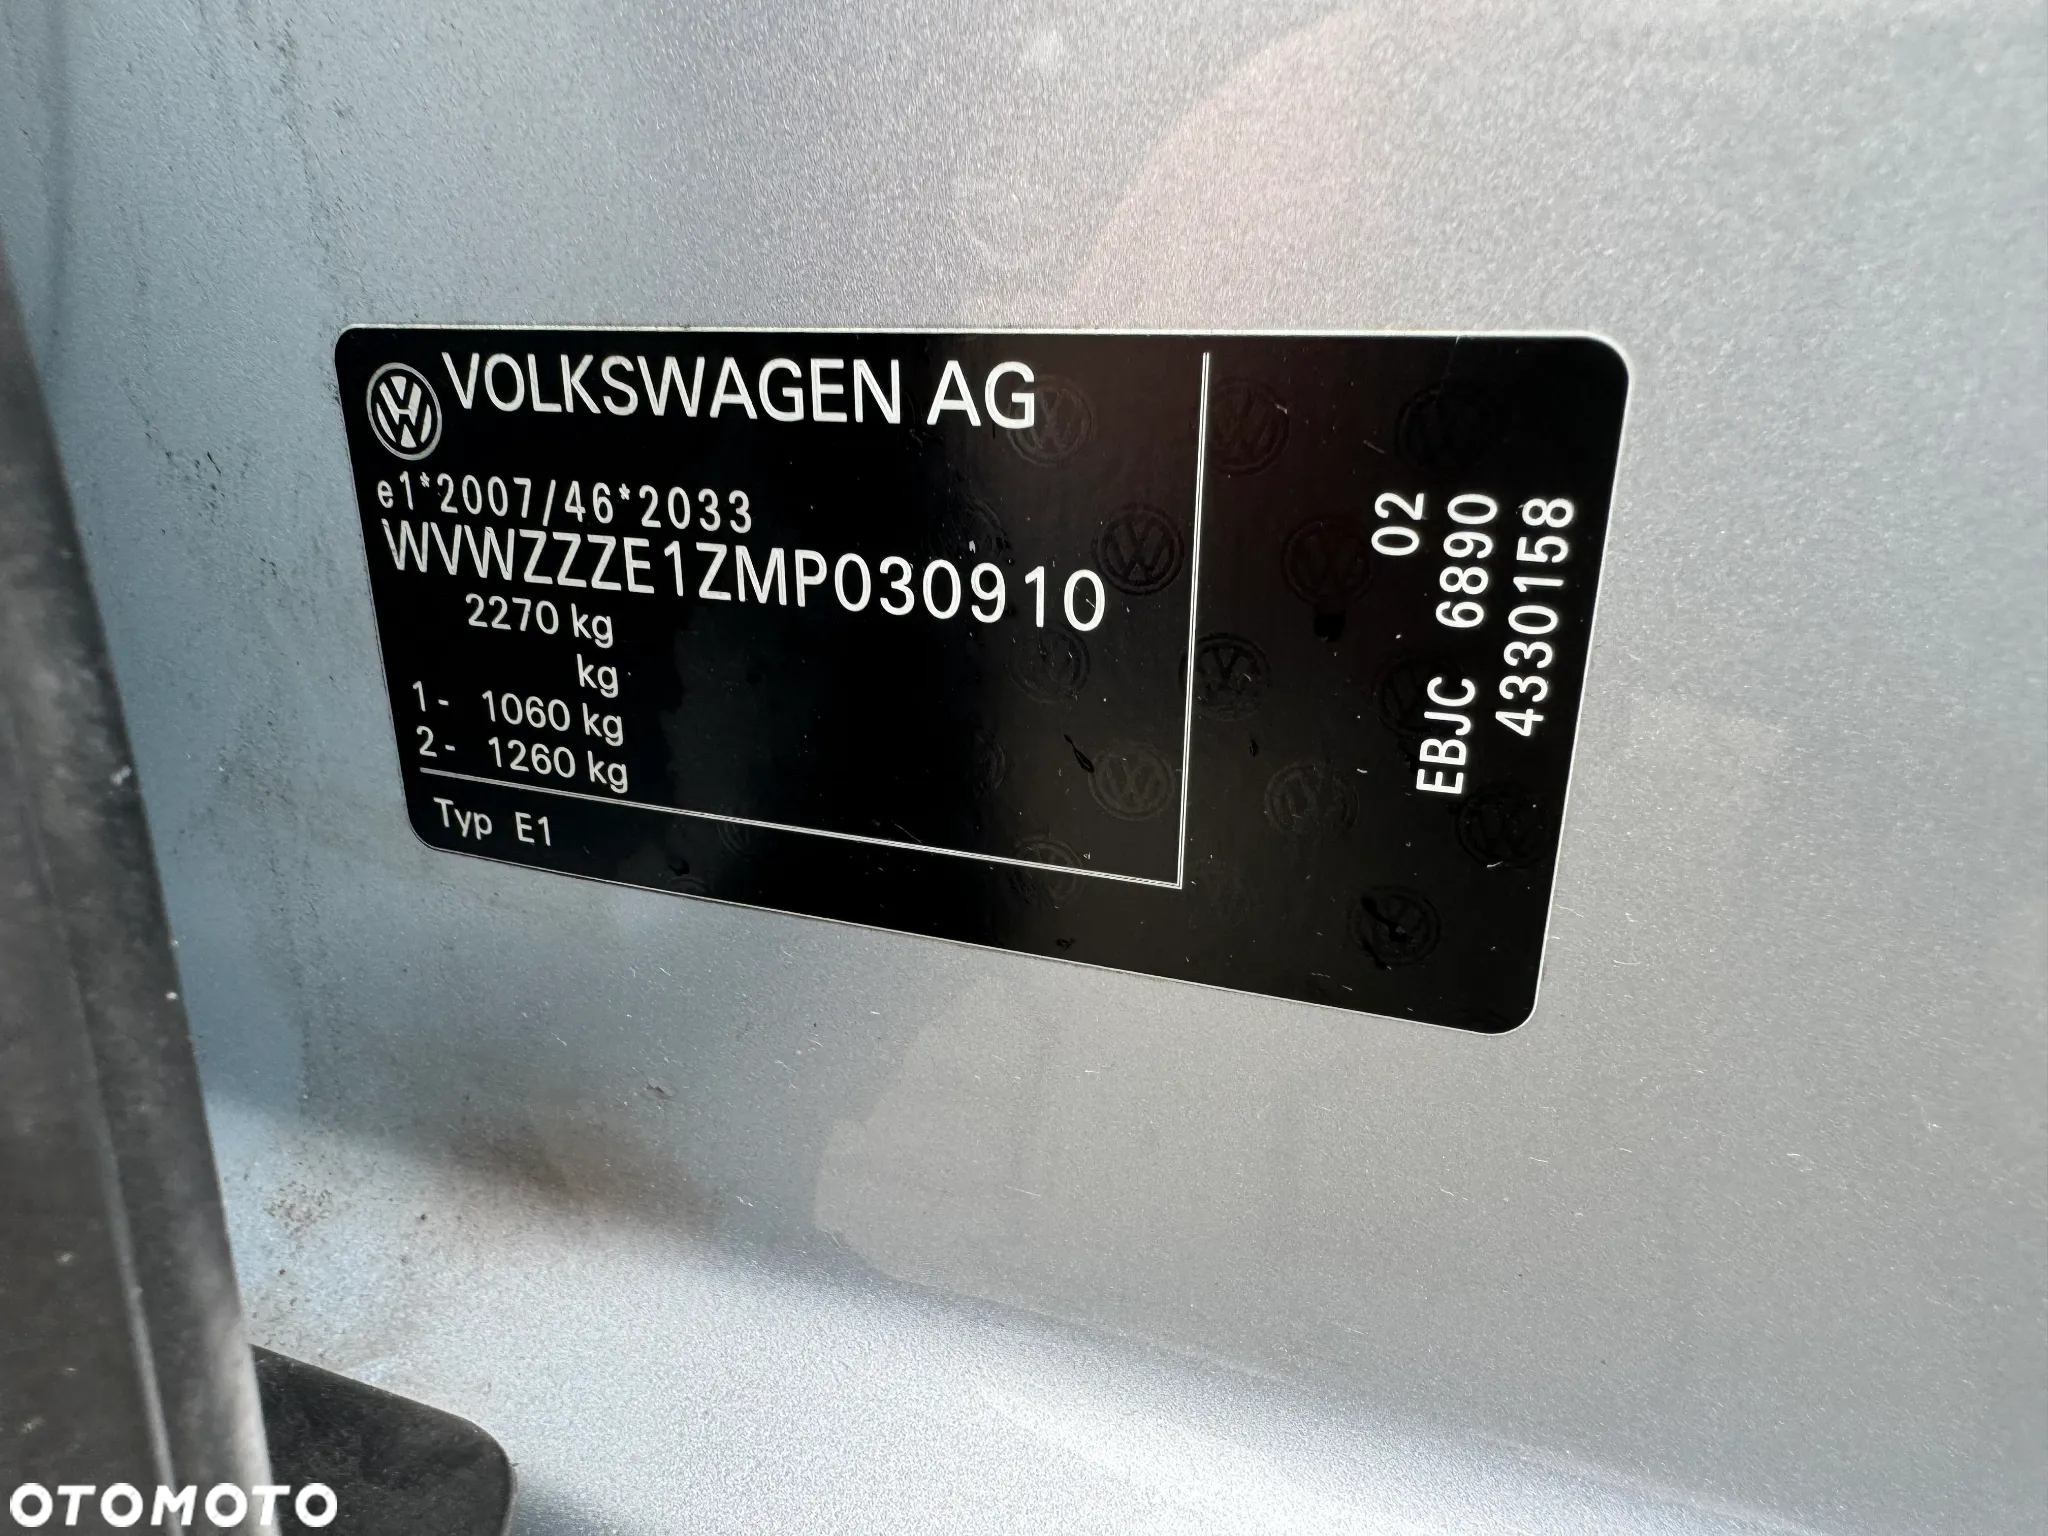 VOLKSWAGEN AG
e1*2007/46*2033
WVWZZZE1ZMP030910
2270 kg
kg
1- 1060 kg
2- 1260 kg
Typ E1
02
EBJC 6890
4330158
OTOMOTO